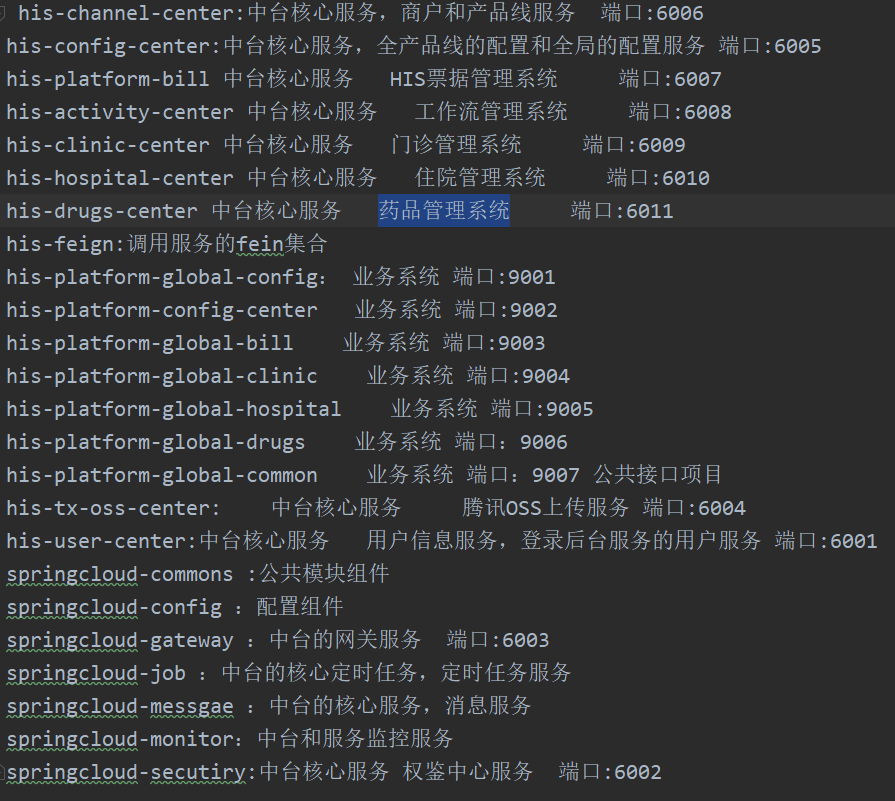 his-channel-center:中台核心服务，商户和产品线服务 端口:6006
his-config-center:中台核心服务，全产品线的配置和全局的配置服务 端口:6005
his-platform-bill 中台核心服务 HIS票据管理系统 端口:6007
his-activity-center 中台核心服务 工作流管理系统 端口:6008
his-clinic-center 中台核心服务 门诊管理系统 端口:6009
his-hospital-center 中台核心服务 住院管理系统 端口:6010
his-drugs-center 中台核心服务 药品管理系统 端口:6011
his-feign:调用服务的fein集合
his-platform-global-config： 业务系统 端口:9001
his-platform-config-center 业务系统 端口:9002
his-platform-global-bill 业务系统 端口:9003
his-platform-global-clinic 业务系统 端口:9004
his-platform-global-hospital 业务系统 端口:9005
his-platform-global-drugs 业务系统 端口：9006
his-platform-global-common 业务系统 端口：9007 公共接口项目
his-tx-oss-center: 中台核心服务 腾讯OSS上传服务 端口:6004
his-user-center:中台核心服务 用户信息服务，登录后台服务的用户服务 端口:6001
springcloud-commons :公共模块组件
springcloud-config ：配置组件
springcloud-gateway ：中台的网关服务 端口:6003
springcloud-job ：中台的核心定时任务，定时任务服务
springcloud-messgae ：中台的核心服务，消息服务
springcloud-monitor：中台和服务监控服务
springcloud-secutiry:中台核心服务 权鉴中心服务 端口:6002